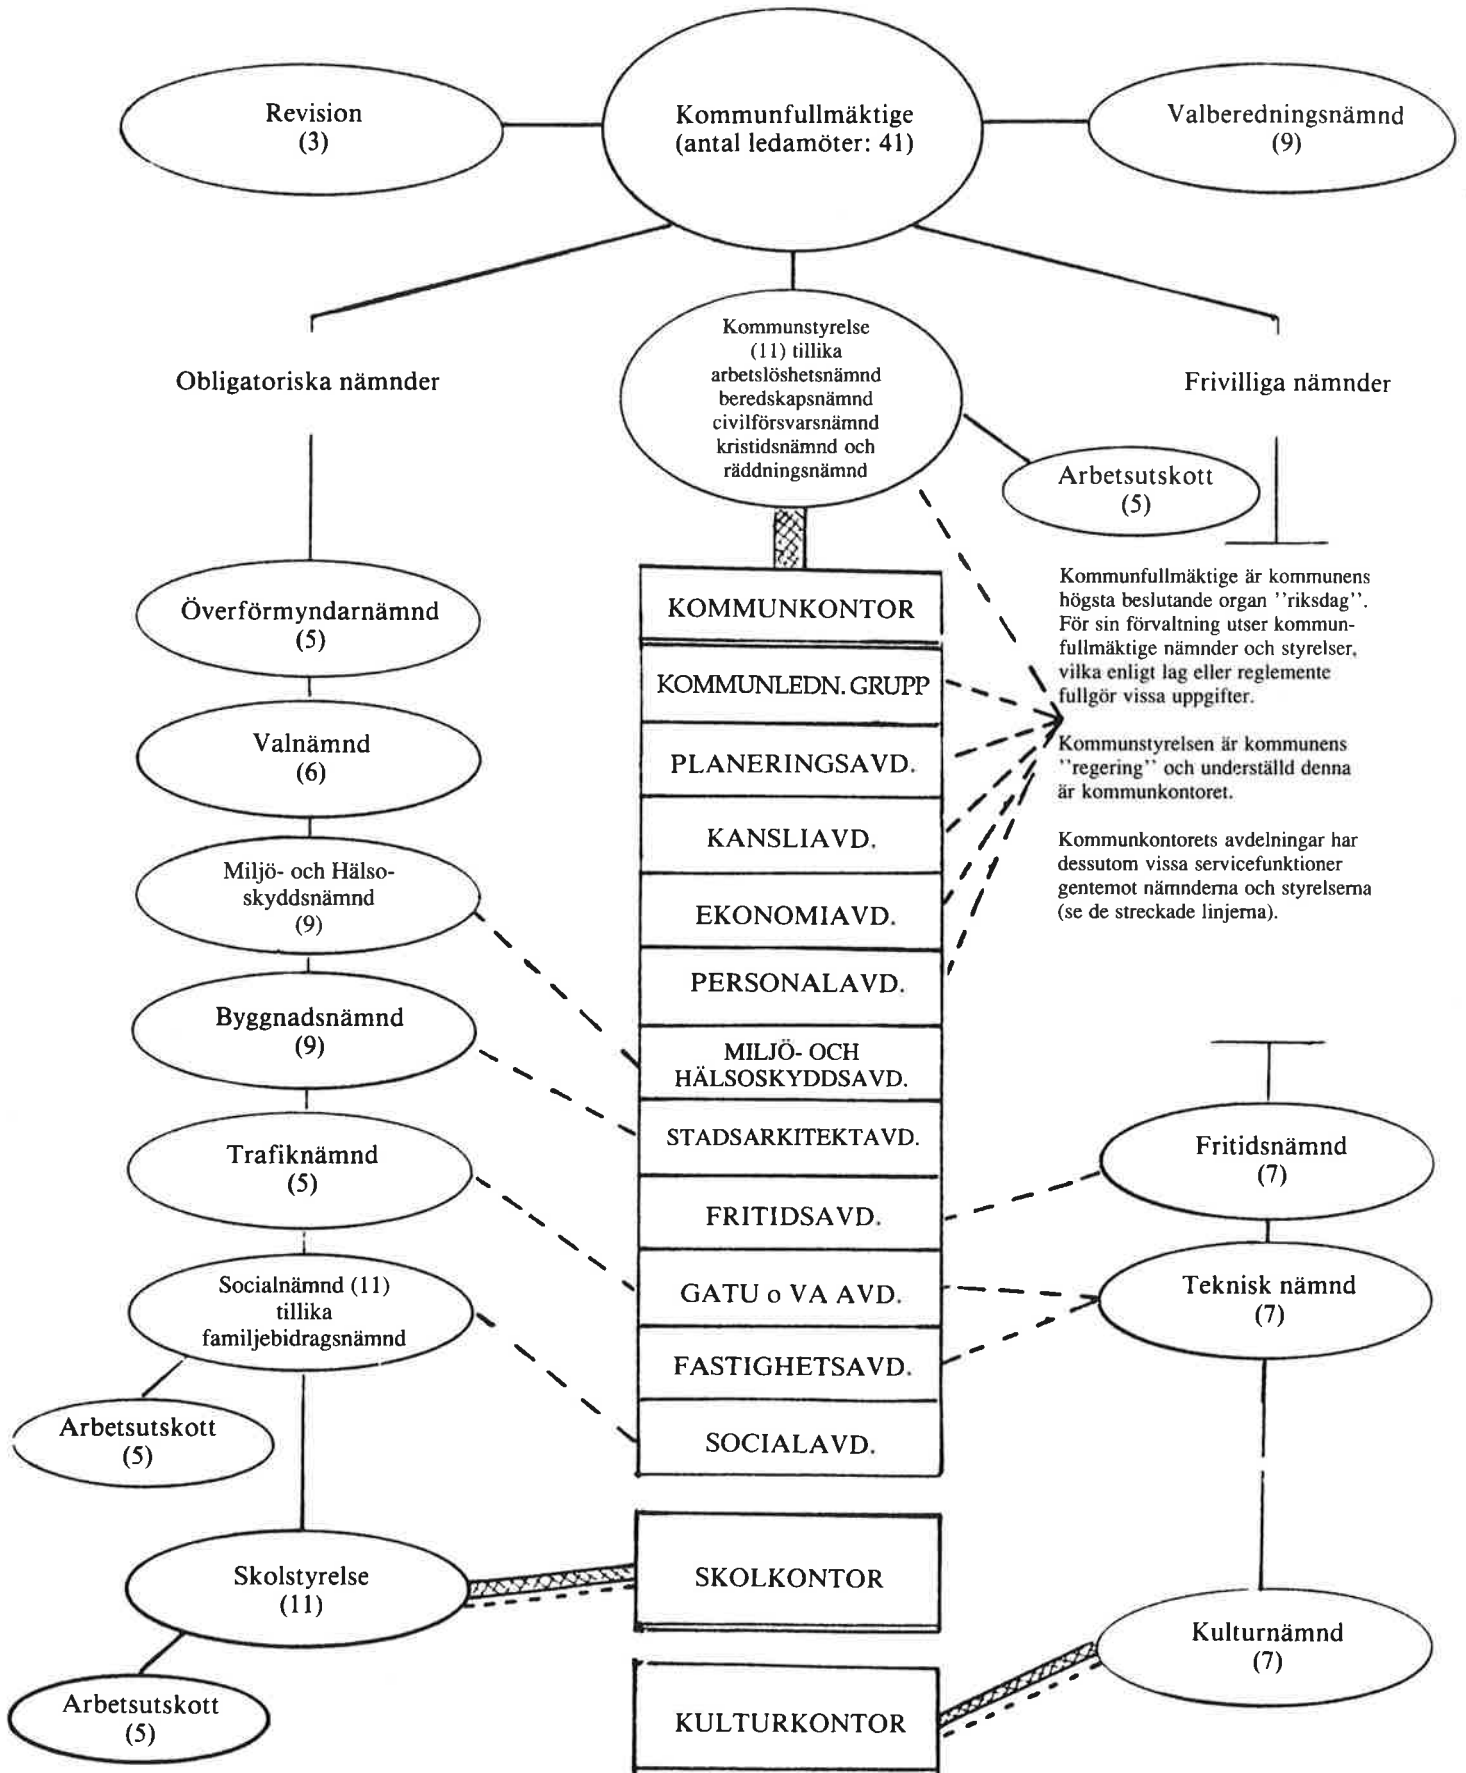 Revision
(3)
Kommunfullmäktige
(antal ledamöter: 41)
Valberedningsnämnd
(9)
Kommunstyrelse
(11) tillika
arbetslöshetsnämnd
beredskapsnämnd
civilförsvarsnämnd
kristidsnämnd och
räddningsnämnd
Obligatoriska nämnder
Frivilliga nämnder
Arbetsutskott
(5)
Överförmyndarnämnd
(5)
Valnämnd
(6)
Miljö- och Hälso-
skyddsnämnd
(9)
Byggnadsnämnd
(9)
Trafiknämnd
(5)
Socialnämnd (11)
tillika
familjebidragsnämnd
Arbetsutskott
(5)
Skolstyrelse
(11)
Arbetsutskott
(5)
KOMMUNKONTOR
KOMMUNLEDN. GRUPP
PLANERINGSAVD.
KANSLIAVD.
EKONOMIAVD.
PERSONALAVD.
MILJÖ- OCH
HÄLSOSKYDDSAVD.
STADSARKITEKTAVD.
FRITIDSAVD.
GATU o VA AVD.
FASTIGHETSAVD.
SOCIALAVD.
SKOLKONTOR
KULTURKONTOR
Kommunfullmäktige är kommunens
högsta beslutande organ ''riksdag''.
För sin förvaltning utser kommun-
fullmäktige nämnder och styrelser,
vilka enligt lag eller reglemente
fullgör vissa uppgifter.
Kommunstyrelsen är kommunens
''regering'' och underställd denna
är kommunkontoret.
Kommunkontorets avdelningar har
dessutom vissa servicefunktioner
gentemot nämnderna och styrelserna
(se de streckade linjerna).
Fritidsnämnd
(7)
Teknisk nämnd
(7)
Kulturnämnd
(7)